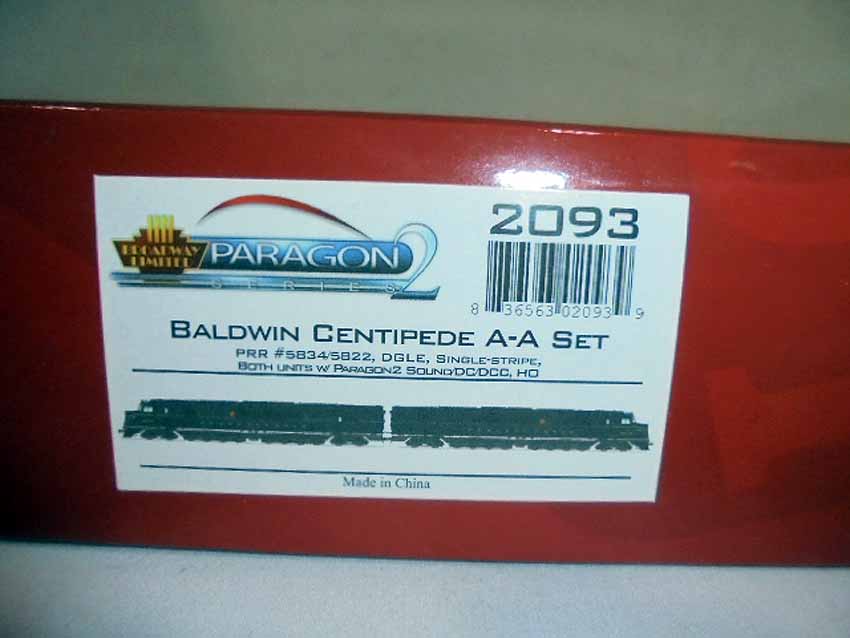 BROADWAY LIMITED
PARAGON 2
SERIES
2093
8 36563 02093 9
BALDWIN CENTIPEDE A-A SET
PRR #5834/5822, DGLE, SINGLE-STRIPE,
BOTH UNITS W/ PARAGON2 SOUND/DC/DCC, HO
Made in China